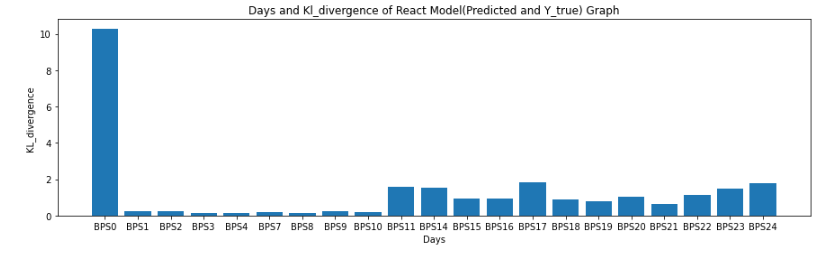 Days and Kl_divergence of React Model(Predicted and Y_true) Graph
KL_divergence
10
8
6
4
2
0
BPS0 BPS1 BPS2 BPS3 BPS4 BPS7 BPS8 BPS9 BPS10 BPS11 BPS14 BPS15 BPS16 BPS17 BPS18 BPS19 BPS20 BPS21 BPS22 BPS23 BPS24
Days